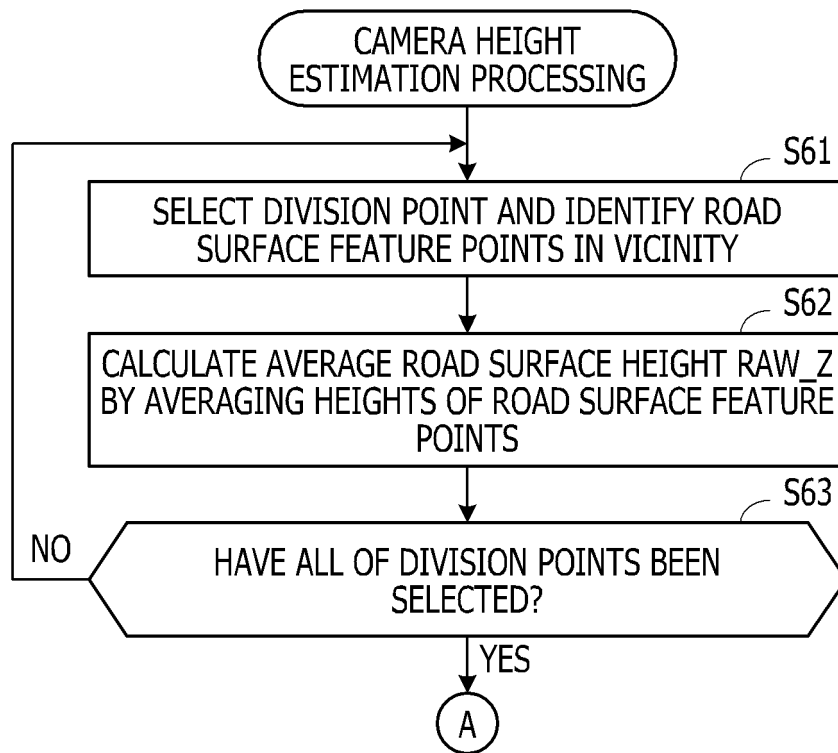 CAMERA HEIGHT
ESTIMATION PROCESSING
S61
SELECT DIVISION POINT AND IDENTIFY ROAD
SURFACE FEATURE POINTS IN VICINITY
S62
CALCULATE AVERAGE ROAD SURFACE HEIGHT RAW_Z
BY AVERAGING HEIGHTS OF ROAD SURFACE FEATURE
POINTS
S63
NO
HAVE ALL OF DIVISION POINTS BEEN
SELECTED?
YES
A